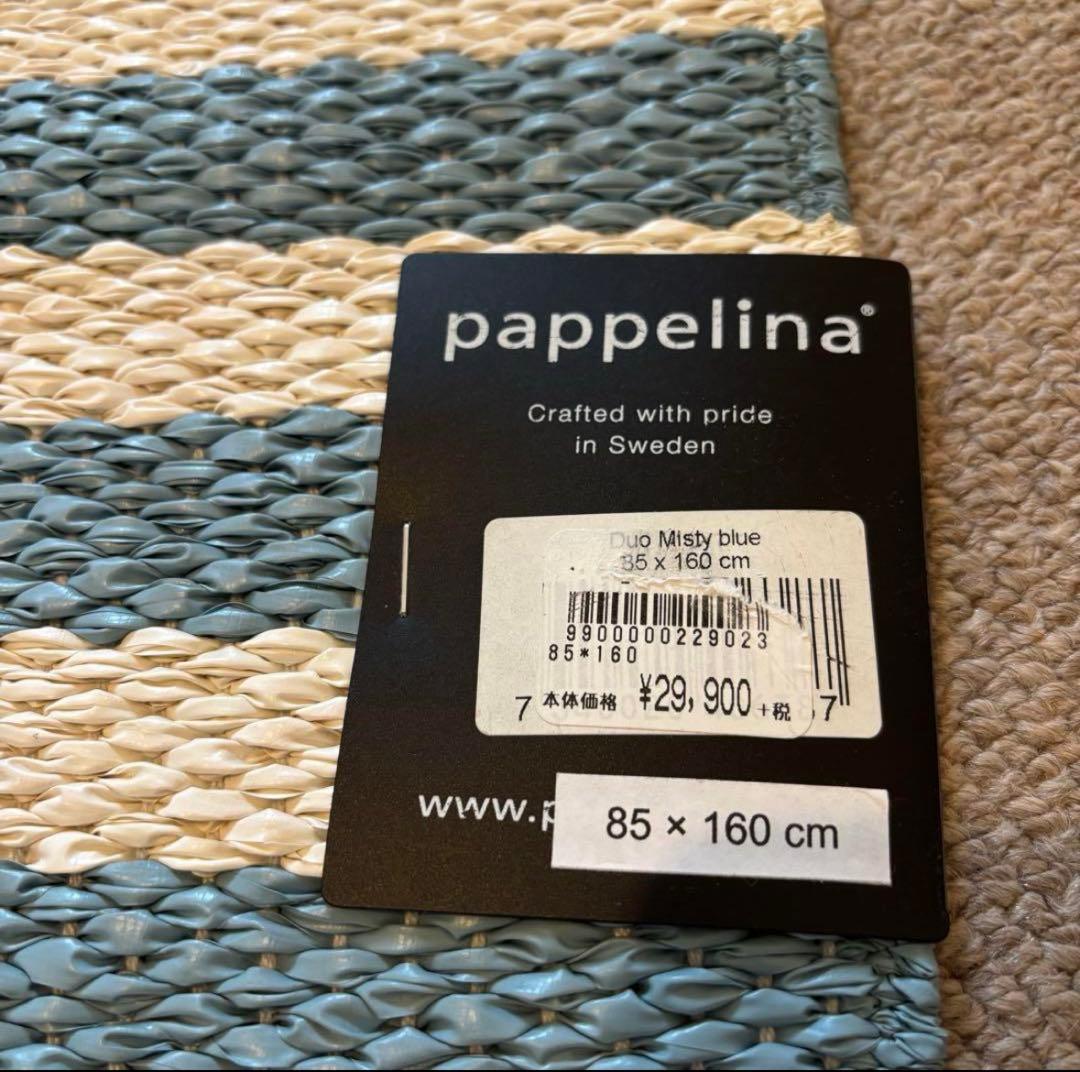 pappelina®
Crafted with pride
in Sweden
Duo Misty blue
85 x 160 cm
9900000229023
85*160
本体価格 ¥29,900 +税
7
7
www.p
85 × 160 cm